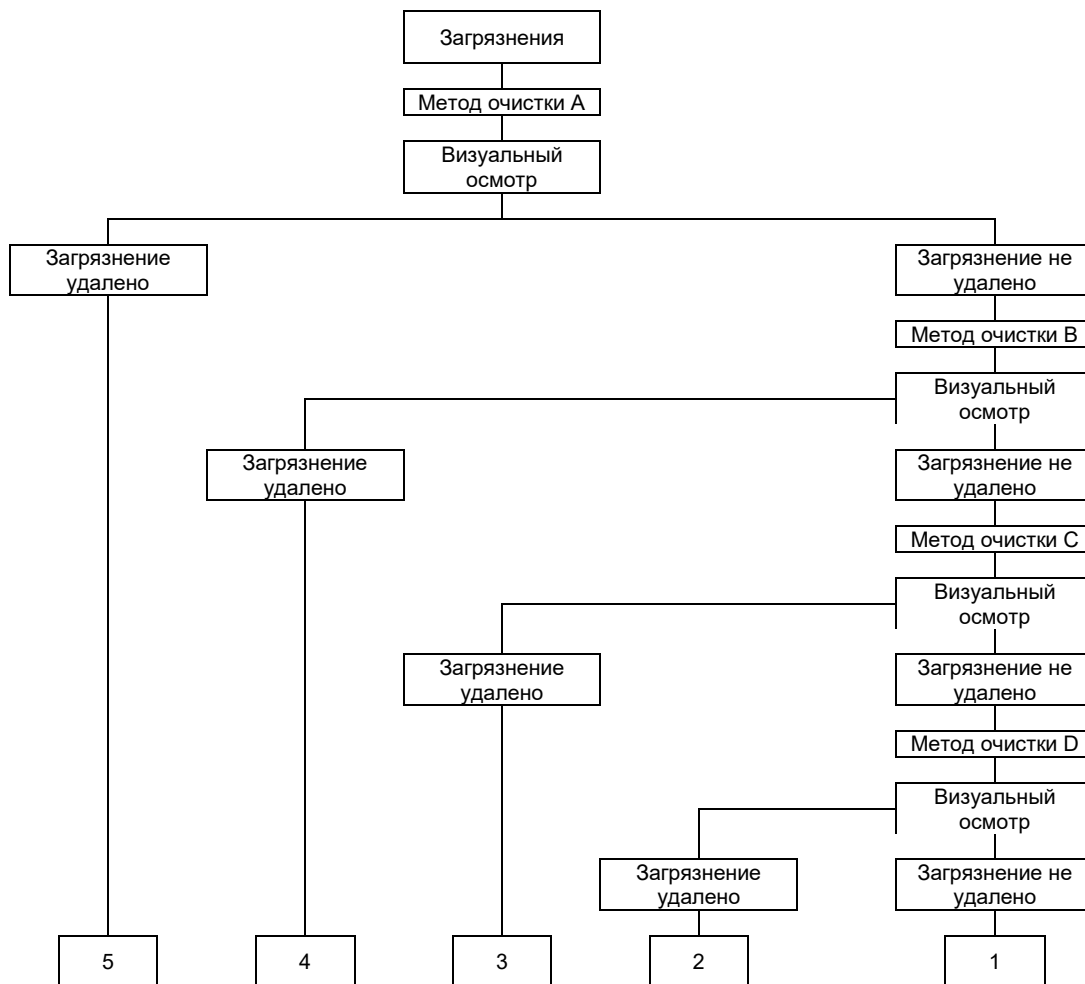 Загрязнения
Метод очистки A
Визуальный
осмотр
Загрязнение
удалено
Загрязнение не
удалено
Метод очистки B
Визуальный
осмотр
Загрязнение
удалено
Загрязнение не
удалено
Метод очистки C
Визуальный
осмотр
Загрязнение
удалено
Загрязнение не
удалено
Метод очистки D
Визуальный
осмотр
Загрязнение
удалено
Загрязнение не
удалено
5
4
3
2
1